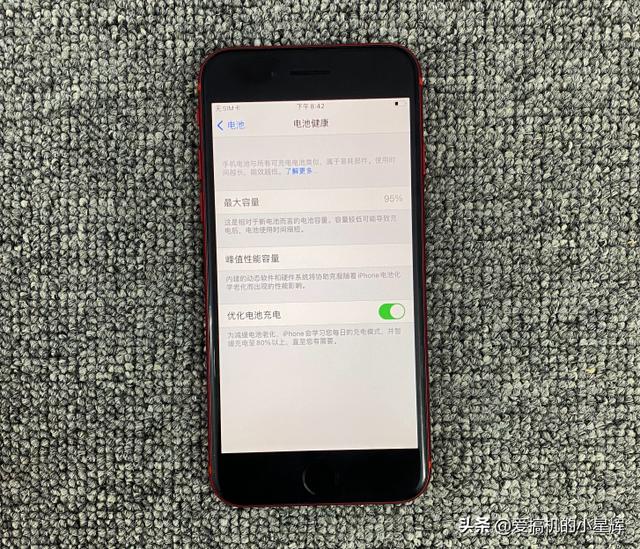 无SIM卡
下午8:42
电池
电池健康
手机电池与所有可充电电池类似，属于易耗部件，使用时
间越长，能效越低。了解更多...
最大容量
95%
这是相对于新电池而言的电池容量。容量较低可能导致充
电后，电池使用时间缩短。
峰值性能容量
内建的动态软件和硬件系统将协助克服随着iPhone电池化
学老化而出现的性能影响。
优化电池充电
为减缓电池老化，iPhone会学习您每日的充电模式，并暂
缓充电至80%以上，直至您有需要。
头条@爱搞机的小星辉